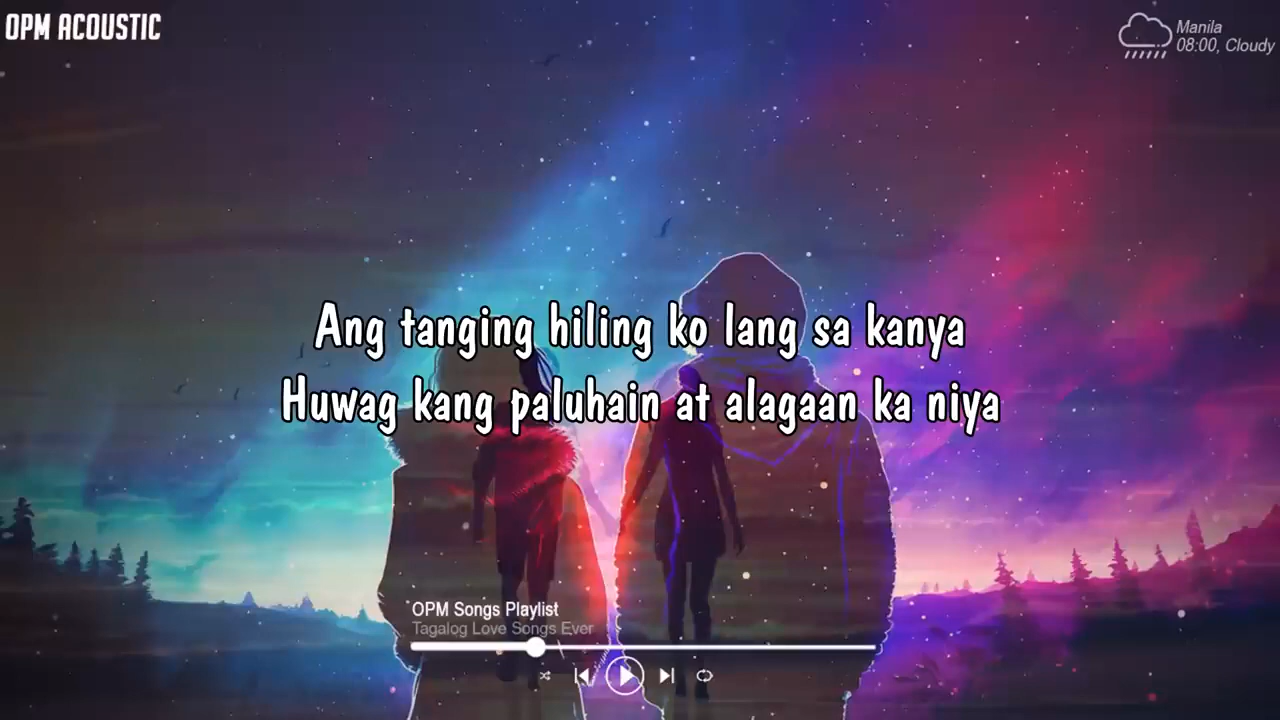 OPM ACOUSTIC
Manila
08:00, Cloudy
Ang tanging hiling ko lang sa kanya
Huwag kang paluhain at alagaan ka niya
OPM Songs Playlist
Tagalog Love Songs Ever